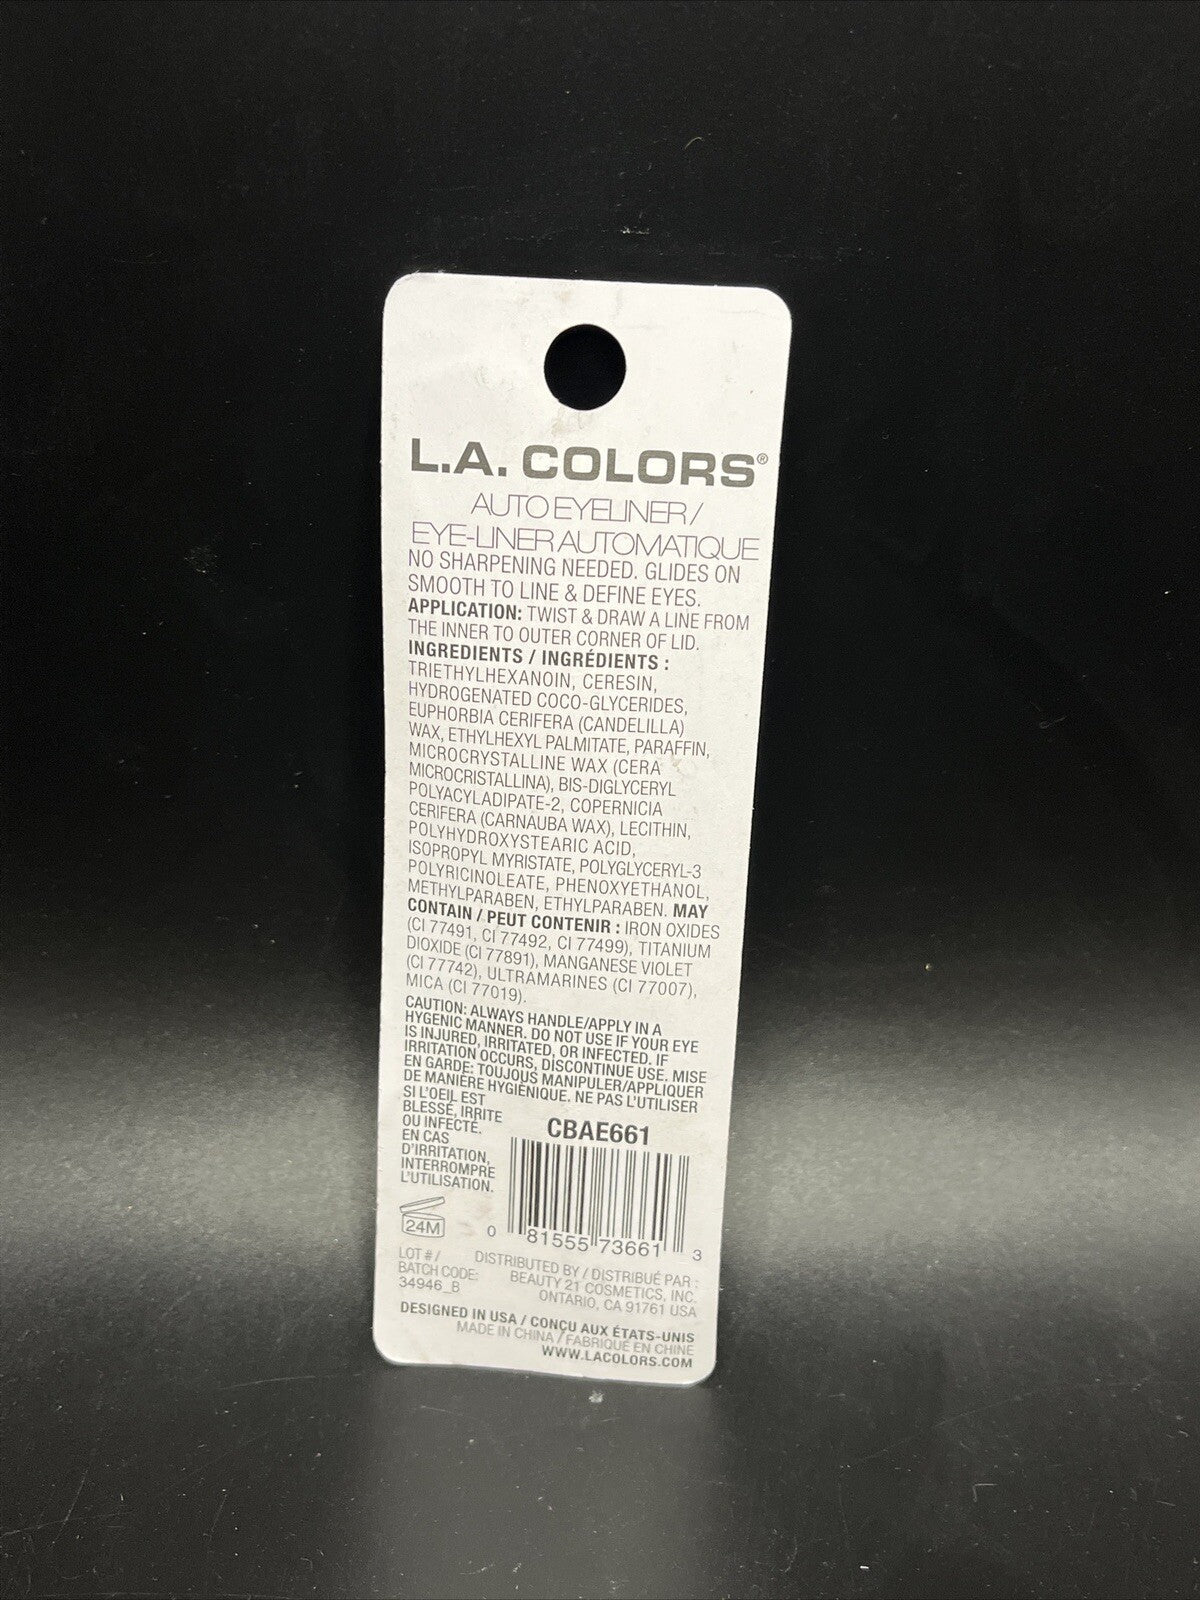 L.A. COLORS®
AUTO EYELINER/
EYE-LINER AUTOMATIQUE
NO SHARPENING NEEDED. GLIDES ON
SMOOTH TO LINE & DEFINE EYES.
APPLICATION: TWIST & DRAW A LINE FROM
THE INNER TO OUTER CORNER OF LID.
INGREDIENTS / INGRÉDIENTS :
TRIETHYLHEXANOIN, CERESIN,
HYDROGENATED COCO-GLYCERIDES,
EUPHORBIA CERIFERA (CANDELILLA)
WAX, ETHYLHEXYL PALMITATE, PARAFFIN,
MICROCRYSTALLINE WAX (CERA
MICROCRISTALLINA), BIS-DIGLYCERYL
POLYACYLADIPATE-2, COPERNICIA
CERIFERA (CARNAUBA WAX), LECITHIN,
POLYHYDROXYSTEARIC ACID,
ISOPROPYL MYRISTATE, POLYGLYCERYL-3
POLYRICINOLEATE, PHENOXYETHANOL,
METHYLPARABEN, ETHYLPARABEN. MAY
CONTAIN / PEUT CONTENIR : IRON OXIDES
(CI 77491, CI 77492, CI 77499), TITANIUM
DIOXIDE (CI 77891), MANGANESE VIOLET
(CI 77742), ULTRAMARINES (CI 77007),
MICA (CI 77019).
CAUTION: ALWAYS HANDLE/APPLY IN A
HYGENIC MANNER. DO NOT USE IF YOUR EYE
IS INJURED, IRRITATED, OR INFECTED. IF
IRRITATION OCCURS, DISCONTINUE USE. MISE
EN GARDE: TOUJOUS MANIPULER/APPLIQUER
DE MANIÈRE HYGIÉNIQUE. NE PAS L'UTILISER
SI L'OEIL EST
BLESSÉ, IRRITE
OU INFECTÉ.
EN CAS
D'IRRITATION,
INTERROMPRE
L'UTILISATION.
CBAE661
0 81555 73661 3
24M
LOT # /
BATCH CODE:
34946_B
DISTRIBUTED BY / DISTRIBUÉ PAR :
BEAUTY 21 COSMETICS, INC.
ONTARIO, CA 91761 USA
DESIGNED IN USA / CONÇU AUX ÉTATS-UNIS
MADE IN CHINA / FABRIQUÉ EN CHINE
WWW.LACOLORS.COM